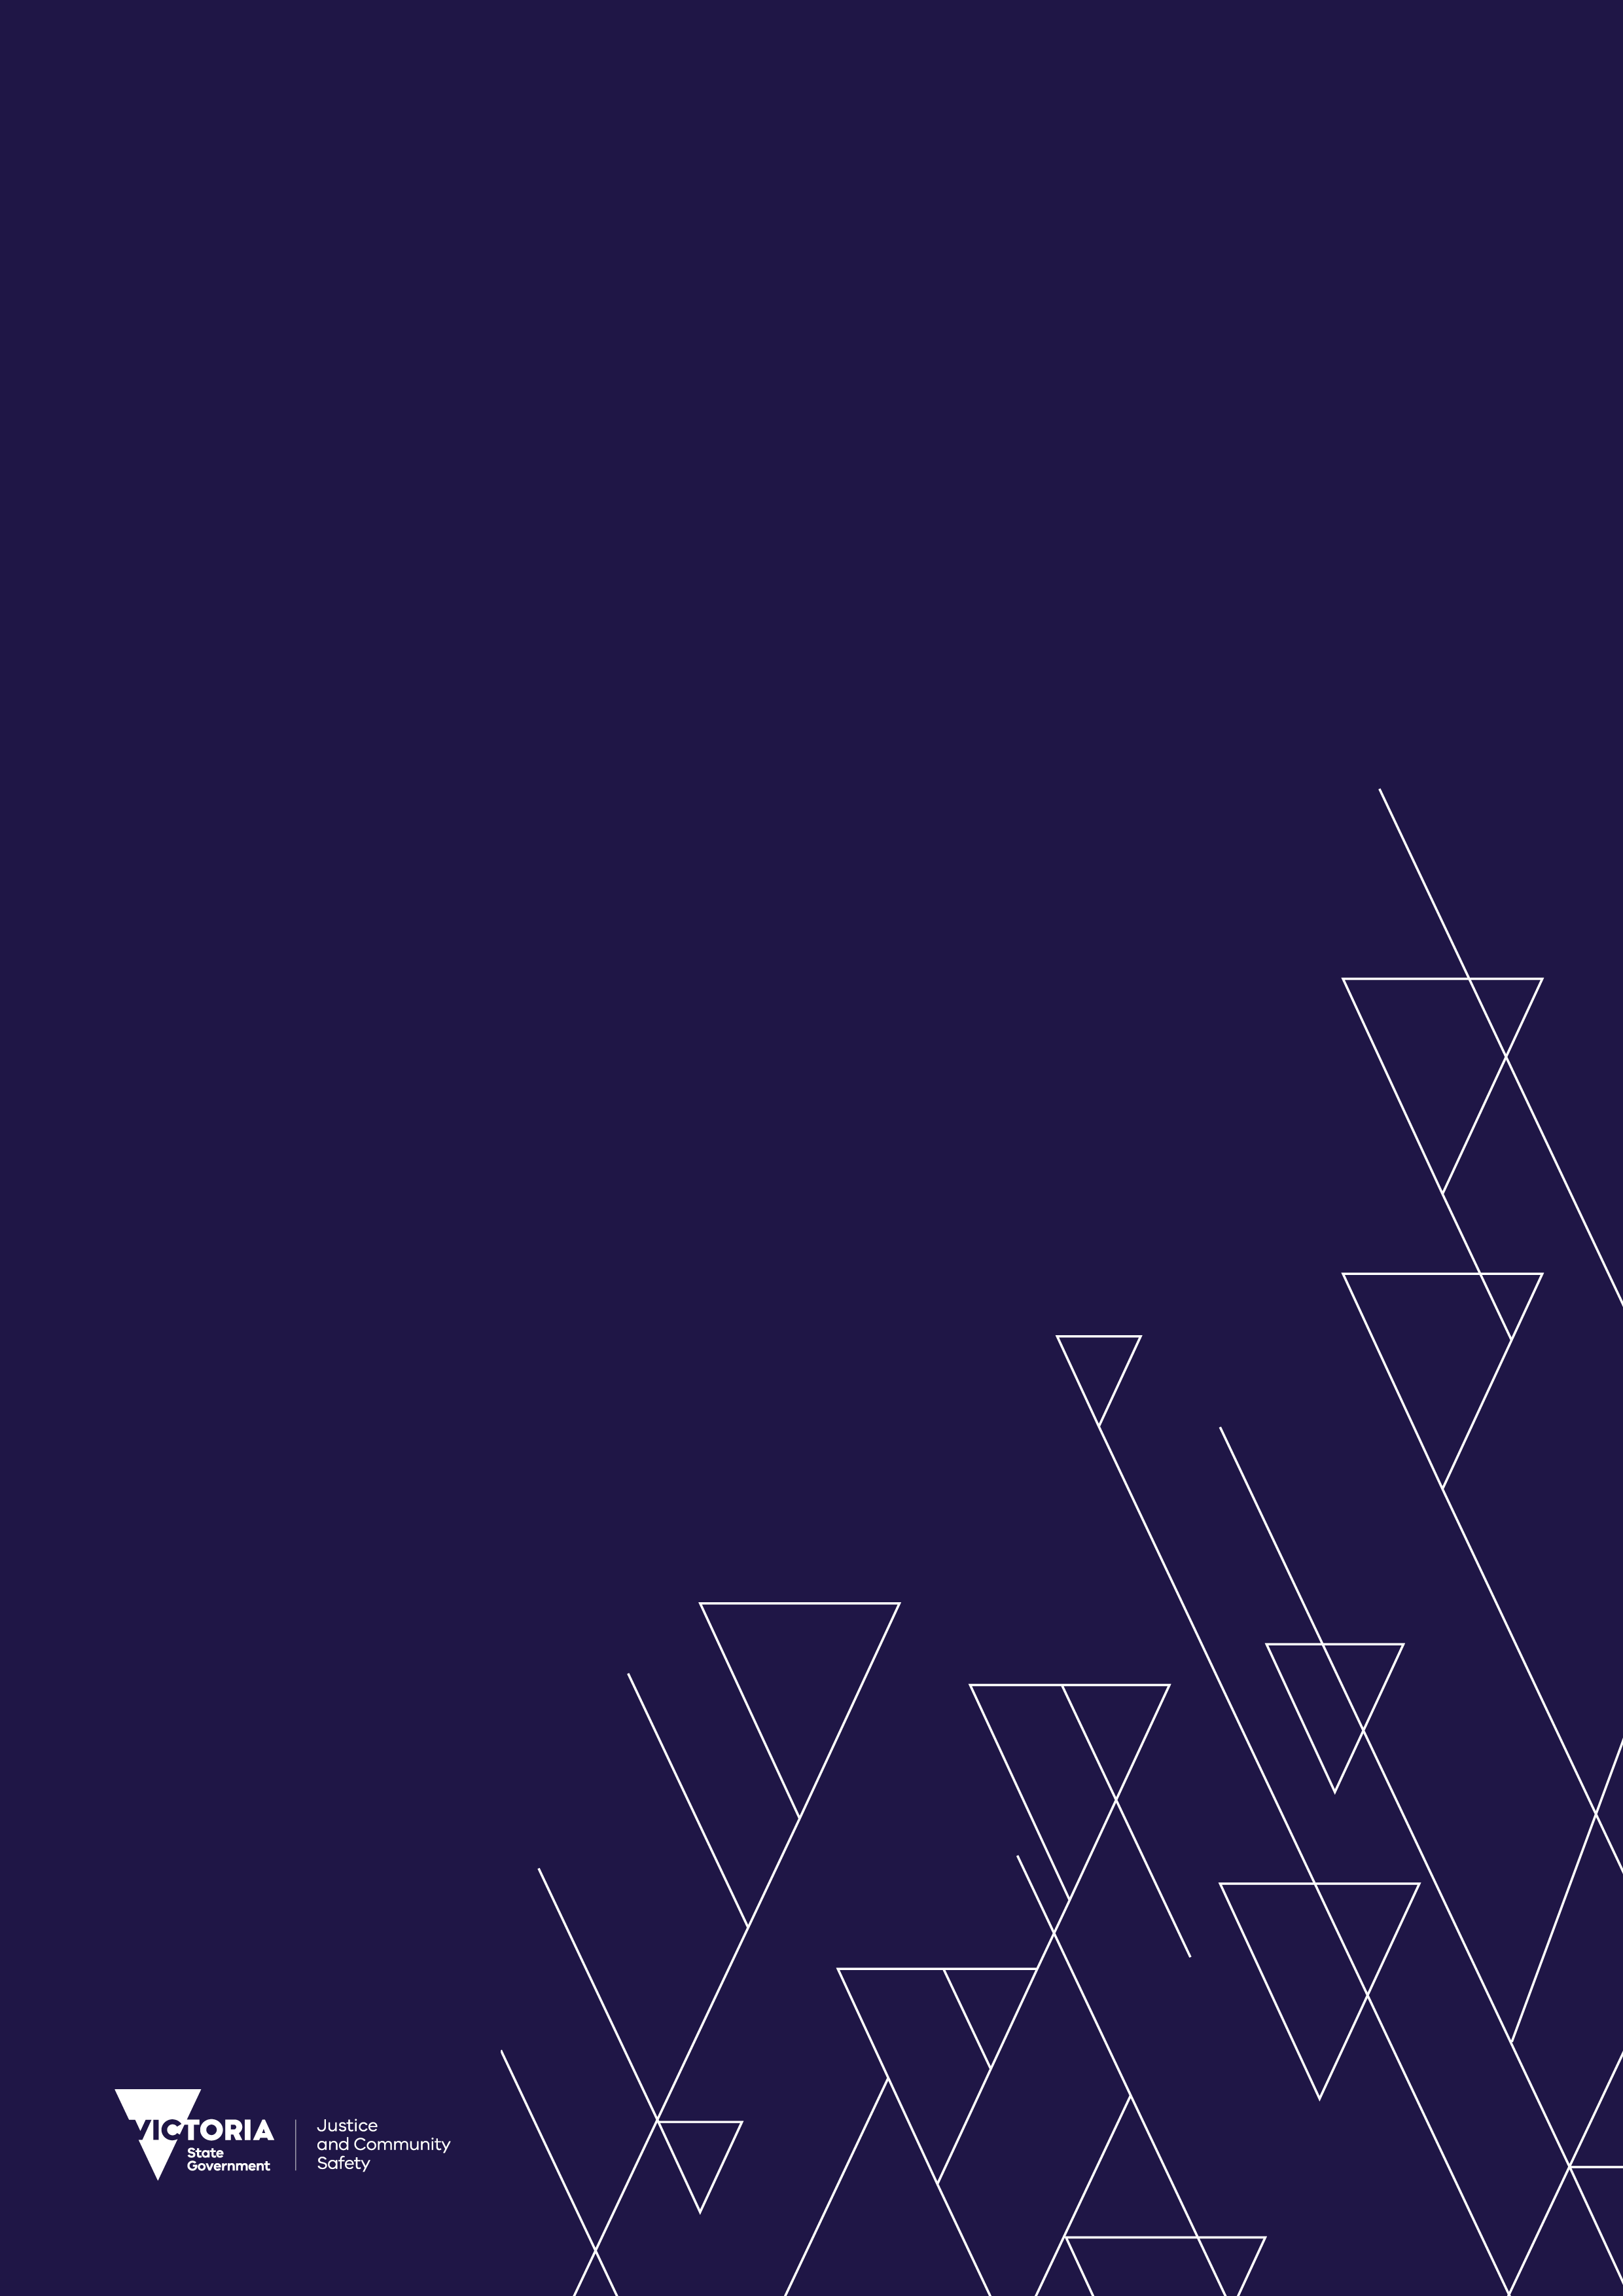 VICTORIA
State
Government
Justice
and Community
Safety